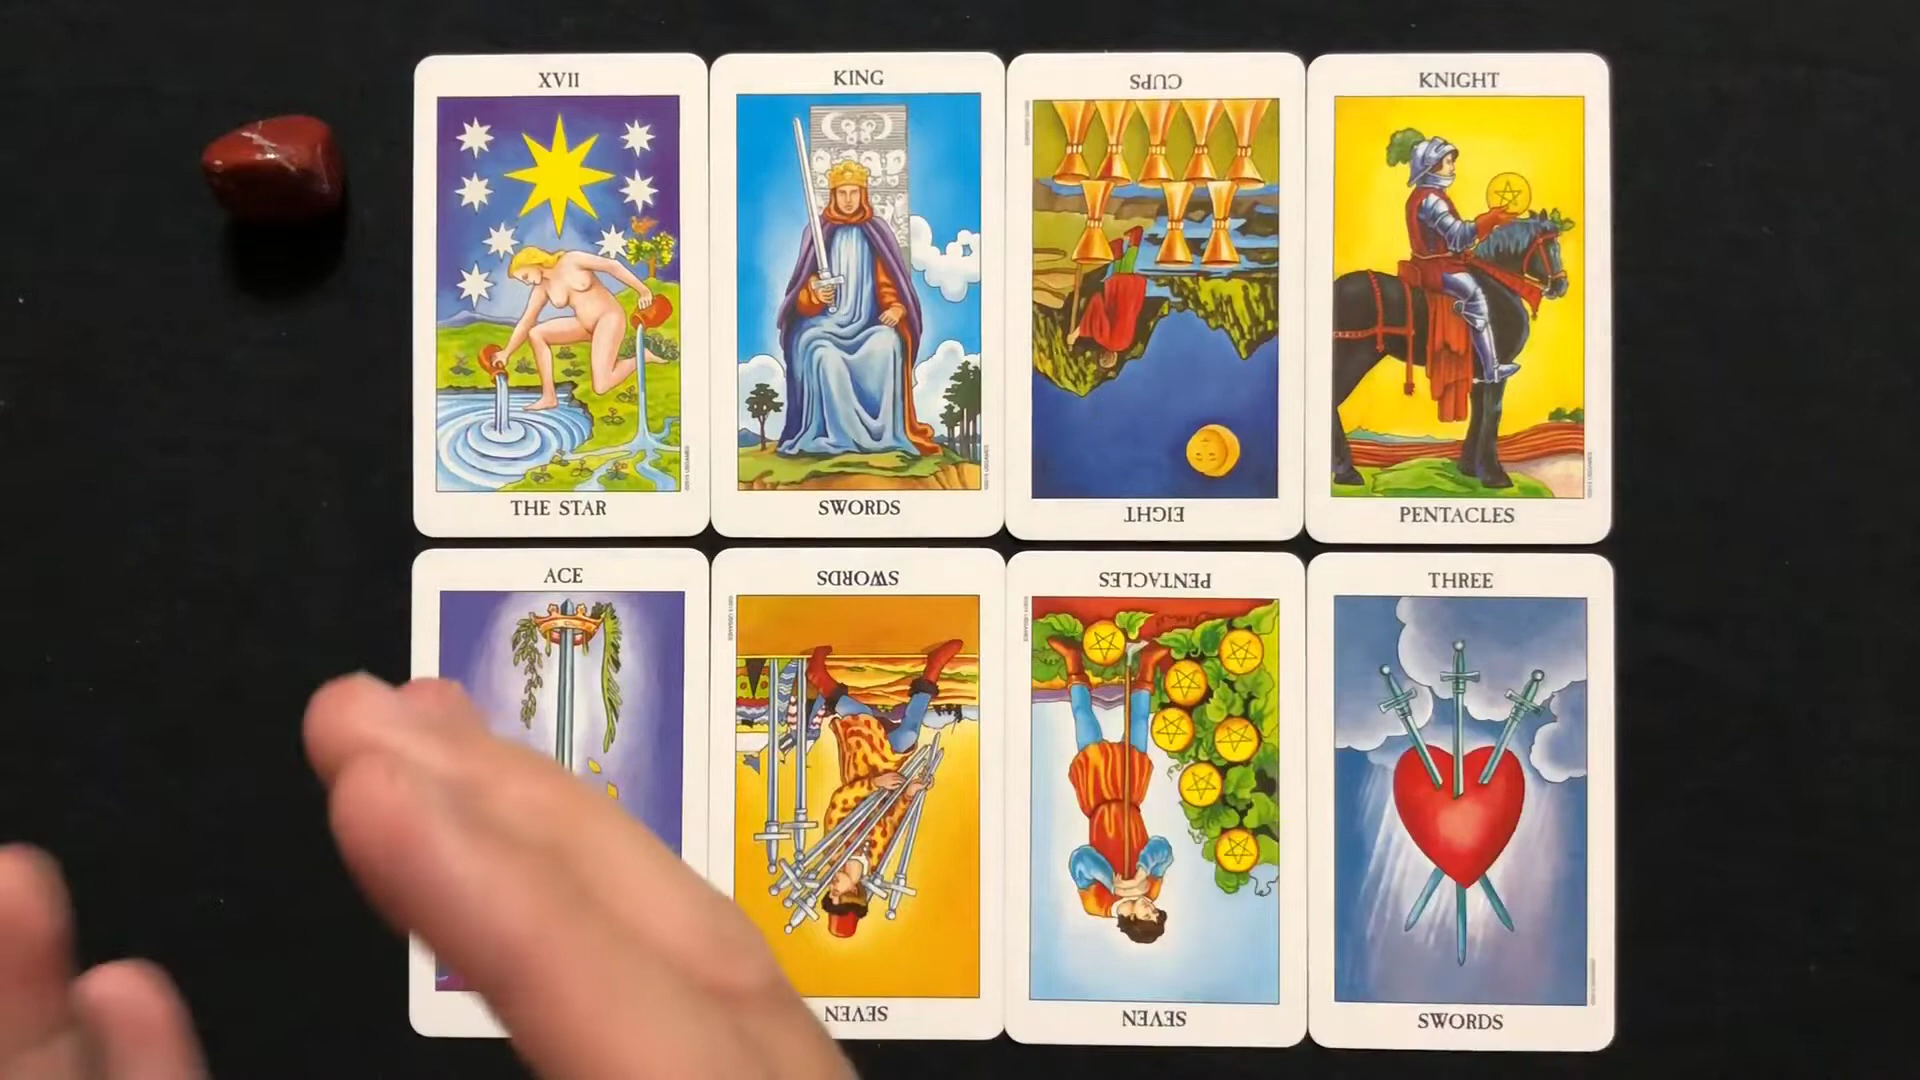 XVII
KING
CUPS
KNIGHT
THE STAR
SWORDS
EIGHT
PENTACLES
ACE
SWORDS
PENTACLES
THREE
SEVEN
SEVEN
SWORDS